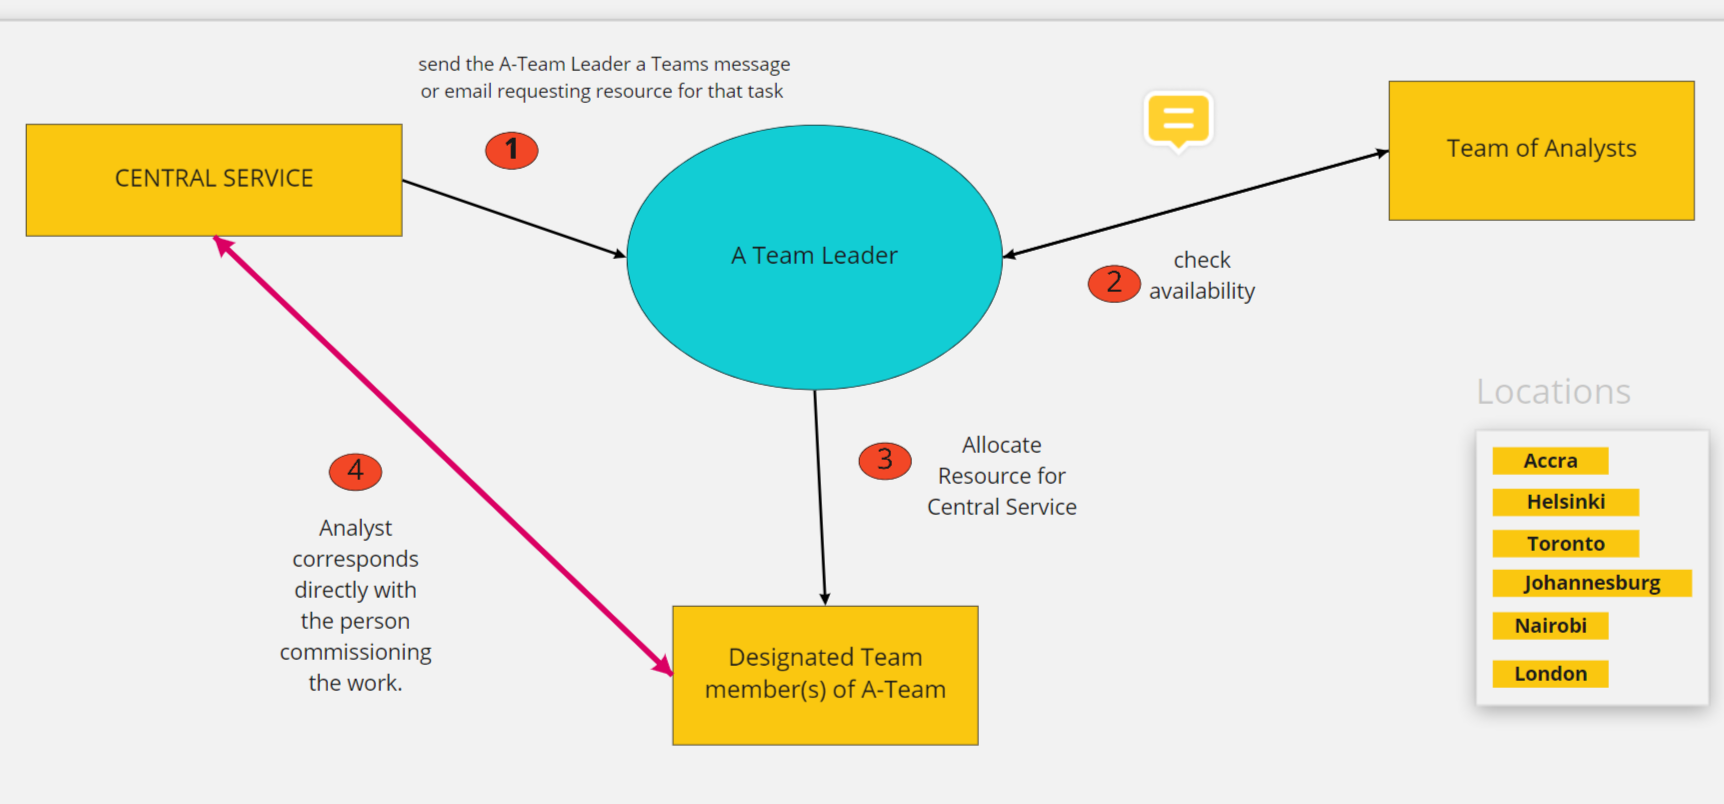 send the A-Team Leader a Teams message
or email requesting resource for that task
1
CENTRAL SERVICE
A Team Leader
Team of Analysts
2
check
availability
3
Allocate
Resource for
Central Service
4
Analyst
corresponds
directly with
the person
commissioning
the work.
Designated Team
member(s) of A-Team
Locations
Accra
Helsinki
Toronto
Johannesburg
Nairobi
London